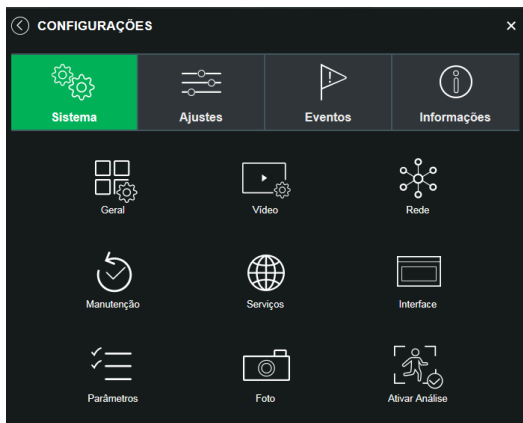 CONFIGURAÇÕES
Sistema
Ajustes
Eventos
Informações
Geral
Vídeo
Rede
Manutenção
Serviços
Interface
Parâmetros
Foto
Ativar Análise